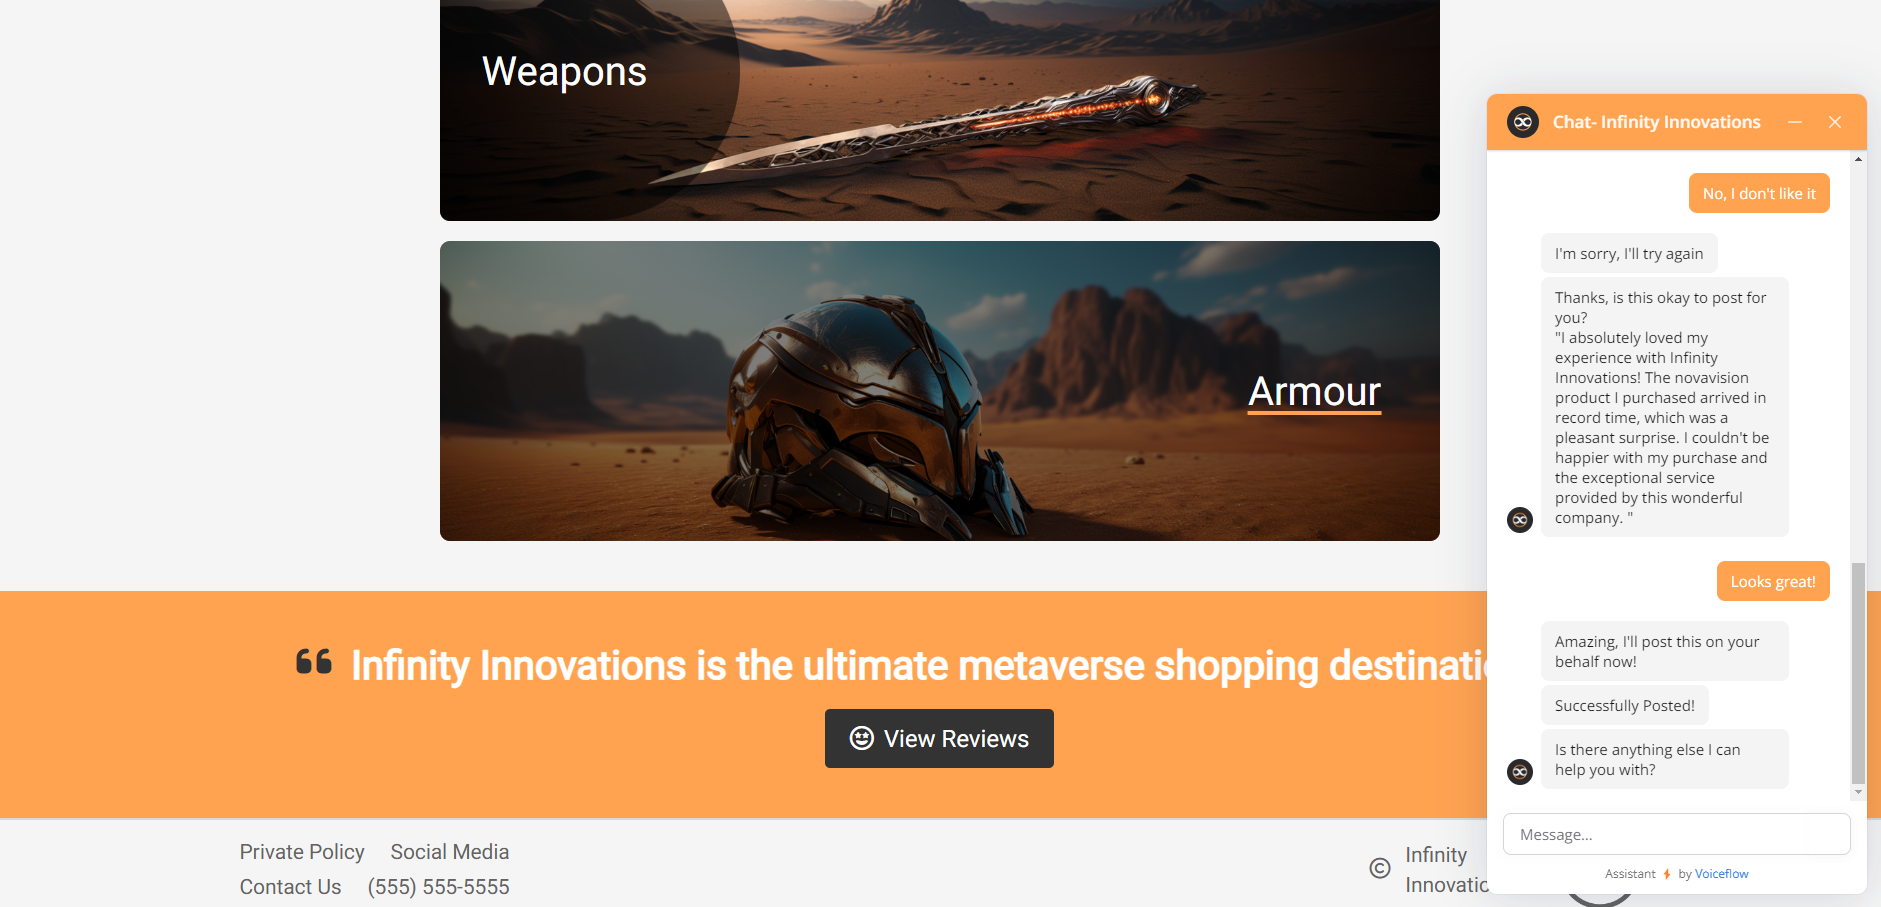 Weapons
Armour
Infinity Innovations is the ultimate metaverse shopping
View Reviews
Private Policy Social Media
Contact Us (555) 555-5555
Infinity
Chat- Infinity Innovations
No, I don't like it
I'm sorry, I'll try again
Thanks, is this okay to post for
you?
"I absolutely loved my
experience with Infinity
Innovations! The novavision
product I purchased arrived in
record time, which was a
pleasant surprise. I couldn't be
happier with my purchase and
the exceptional service
provided by this wonderful
company. "
Looks great!
Amazing, I'll post this on your
behalf now!
Successfully Posted!
Is there anything else I can
help you with?
Message...
Assistant by Voiceflow